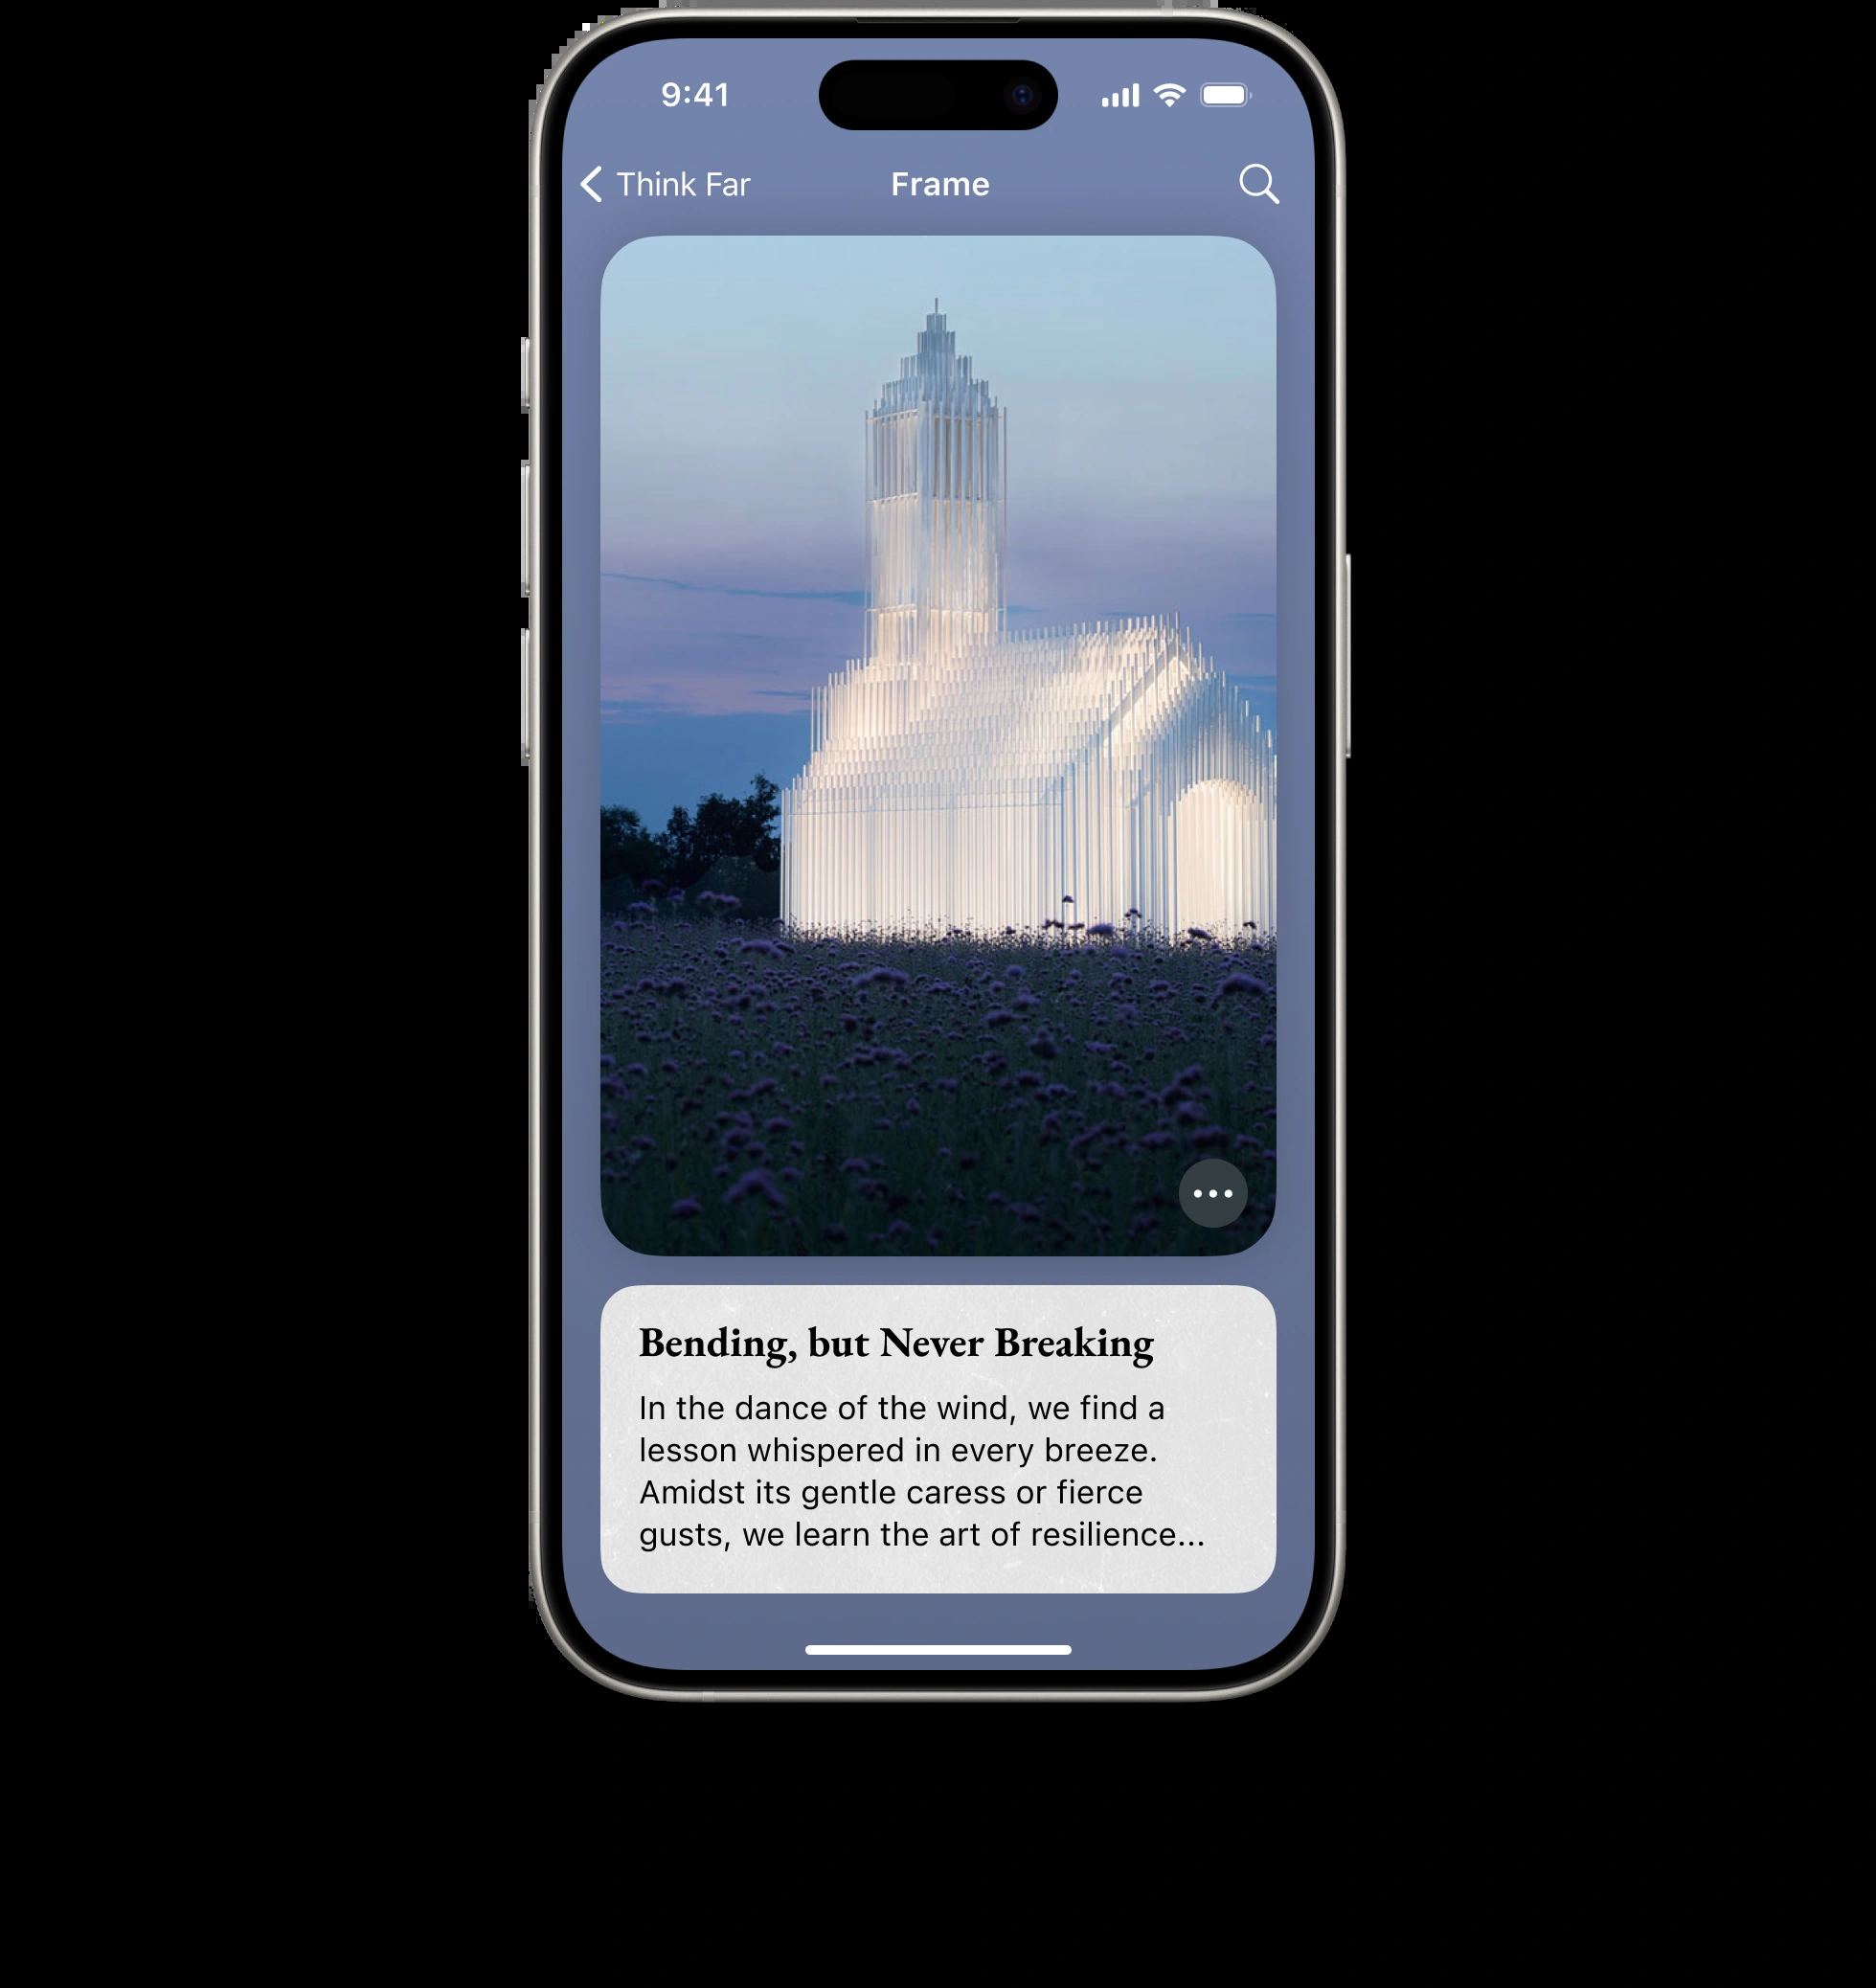 9:41
Think Far
Frame
Bending, but Never Breaking
In the dance of the wind, we find a
lesson whispered in every breeze.
Amidst its gentle caress or fierce
gusts, we learn the art of resilience...